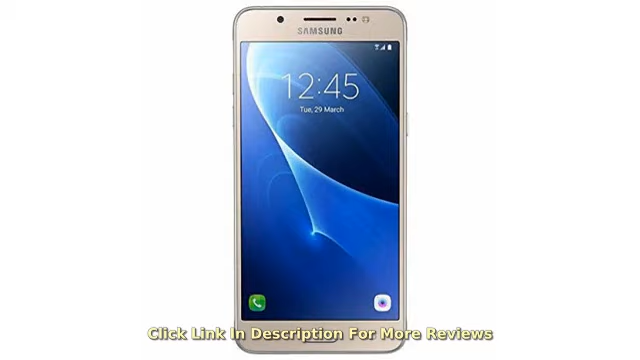 SAMSUNG
12:45
Tue, 29 March
Click Link In Description For More Reviews